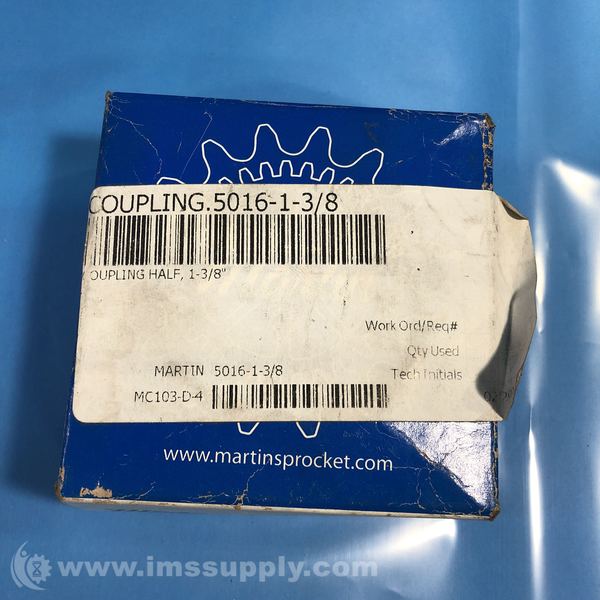 COUPLING.5016-1-3/8
OUPLING HALF, 1-3/8"
Work Ord/Req#
Qty Used
MARTIN 5016-1-3/8
Tech Initials
MC103-D-4
www.martinsprocket.com
www.imssupply.com